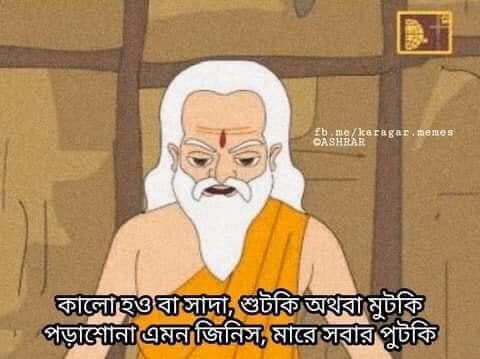 fb.me/karagar.memes
©ASHRAR
কালো হও বা সাদা, শুটকি অথবা মুটকি
পড়াশোনা এমন জিনিস, মারে সবার পুটকি